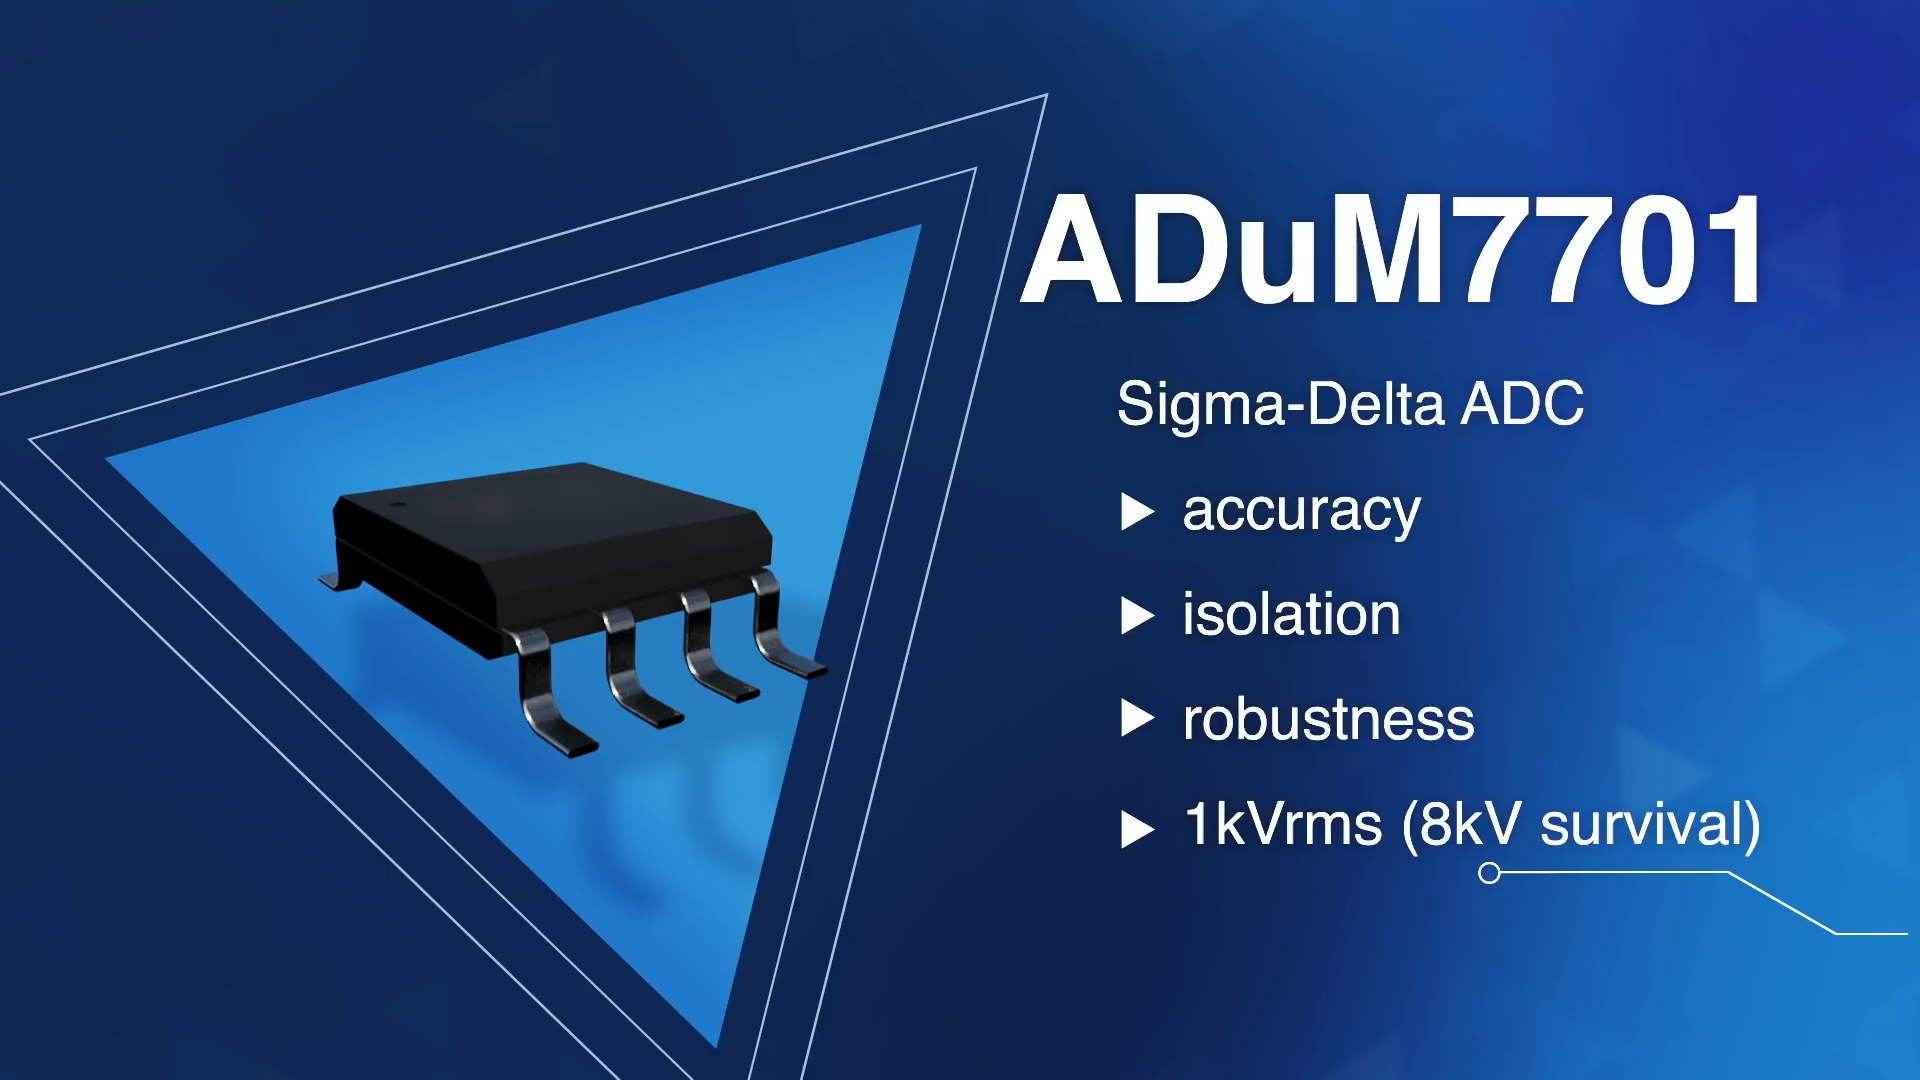 ADuM7701
Sigma-Delta ADC
accuracy
isolation
robustness
1kVrms (8kV survival)